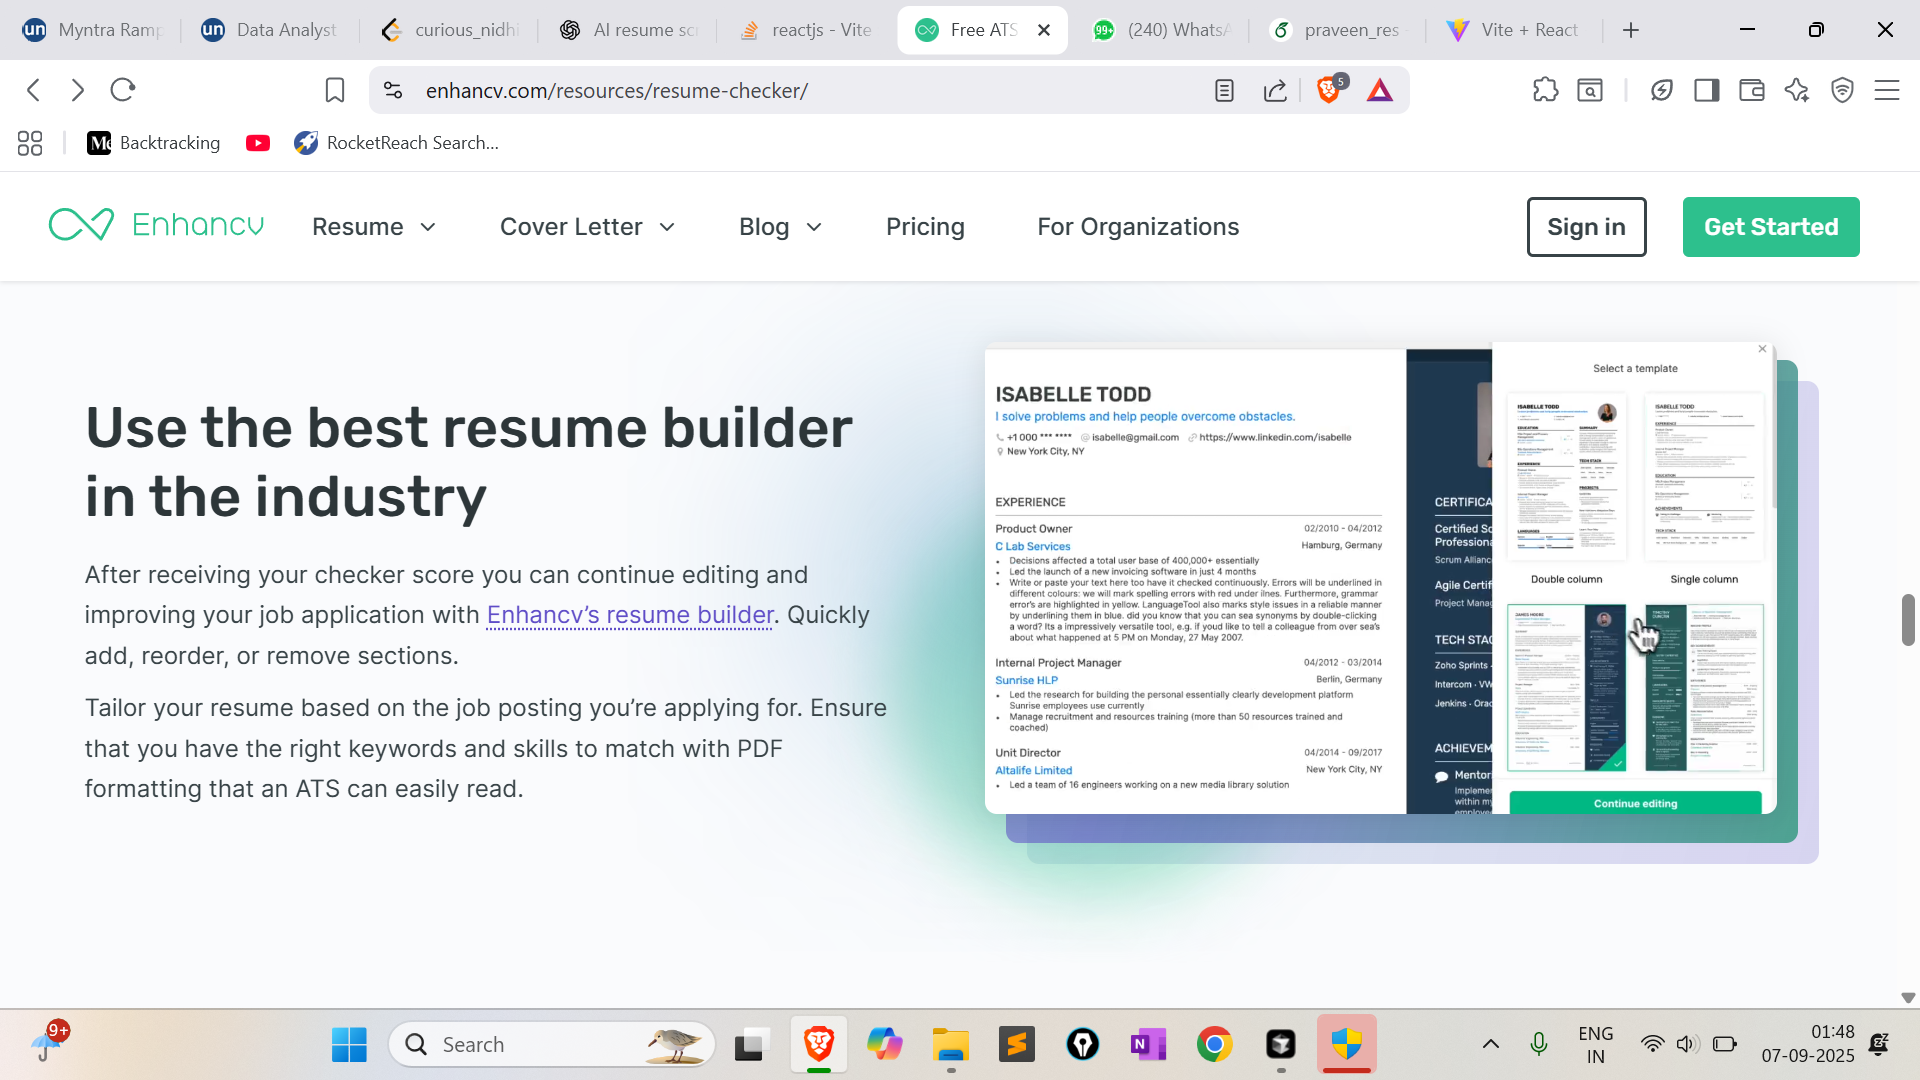 Myntra Ramp
Data Analyst
curious_nidhi
AI resume scr
reactjs - Vite
Free ATS
(240) WhatsA
praveen_res
Vite + React
enhancv.com/resources/resume-checker/
5
Backtracking
RocketReach Search...
Enhancv
Resume
Cover Letter
Blog
Pricing
For Organizations
Sign in
Get Started
Use the best resume builder
in the industry
After receiving your checker score you can continue editing and
improving your job application with Enhancv’s resume builder. Quickly
add, reorder, or remove sections.
Tailor your resume based on the job posting you’re applying for. Ensure
that you have the right keywords and skills to match with PDF
formatting that an ATS can easily read.
ISABELLE TODD
I solve problems and help people overcome obstacles.
+1 000 *** **** @ isabelle@gmail.com https://www.linkedin.com/isabelle
New York City, NY
EXPERIENCE
Product Owner 02/2010 - 04/2012
C Lab Services Hamburg, Germany
• Decisions affected a total user base of 400,000+ essentially
• Led the launch of a new invoicing software in just 4 months
• Write or paste your text here too have it checked continuously. Errors will be underlined in
different colours: we will mark spelling errors with red under ilnes. Furthermore, grammar
error's are highlighted in yellow. LanguageTool also marks style issues in a reliable manner
by underlining them in blue. did you know that you can see synonyms by double-clicking
a word? Its a impressively versatile tool, e.g. if youd like to tell a colleague from over sea's
about what happened at 5 PM on Monday, 27 May 2007.
Internal Project Manager 04/2012 - 03/2014
Sunrise HLP Berlin, Germany
• Led the research for building the personal essentially clearly development platform
Sunrise employees use currently
• Manage recruitment and resources training (more than 50 resources trained and
coached)
Unit Director 04/2014 - 09/2017
Altalife Limited New York City, NY
• Led a team of 16 engineers working on a new media library solution
CERTIFICA
Certified Sc
Professiona
Scrum Allianc
Agile Certif
Project Manag
TECH STAC
Zoho Sprints
Intercom · VW
Jenkins · Orac
ACHIEVEM
Mentor
Implemen
within my
employee
Select a template
ISABELLE TODD
ISABELLE TODD
Double column
Single column
JAMES MOORE
Continue editing
9+
Search
ENG
IN
01:48
07-09-2025